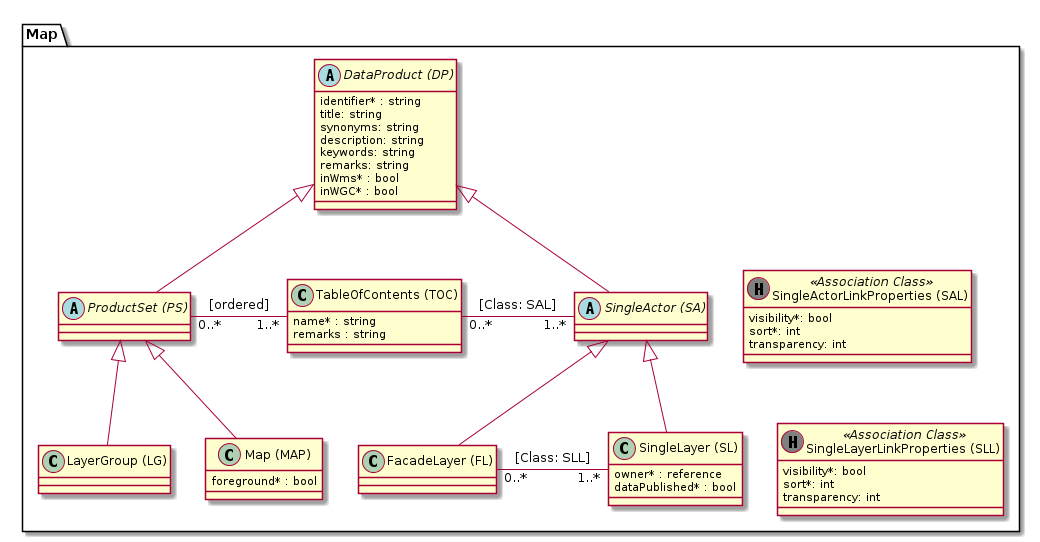 Map
A DataProduct (DP)
identifier* : string
title: string
synonyms: string
description: string
keywords: string
remarks: string
inWms* : bool
inWGC* : bool
A ProductSet (PS)
[ordered]
0..* 1..*
C TableOfContents (TOC)
name* : string
remarks : string
[Class: SAL]
0..* 1..*
A SingleActor (SA)
H «Association Class»
SingleActorLinkProperties (SAL)
visibility*: bool
sort*: int
transparency: int
C LayerGroup (LG)
C Map (MAP)
foreground* : bool
C FacadeLayer (FL)
[Class: SLL]
0..* 1..*
C SingleLayer (SL)
owner* : reference
dataPublished* : bool
H «Association Class»
SingleLayerLinkProperties (SLL)
visibility*: bool
sort*: int
transparency: int